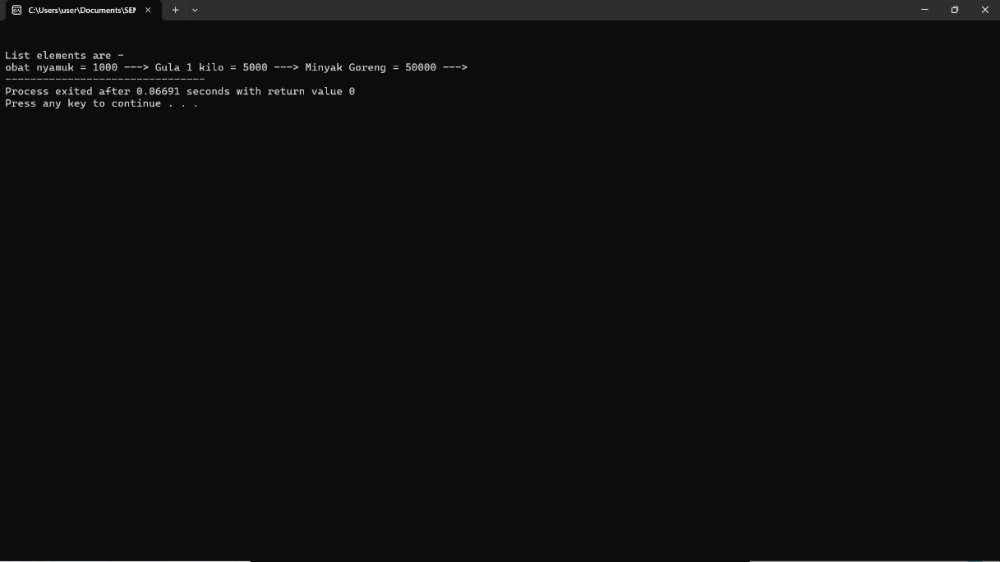 C:\Users\user\Documents\SEM
List elements are -
obat nyamuk = 1000 ---> Gula 1 kilo = 5000 ---> Minyak Goreng = 50000 --->
--------------------------------
Process exited after 0.06691 seconds with return value 0
Press any key to continue . . .